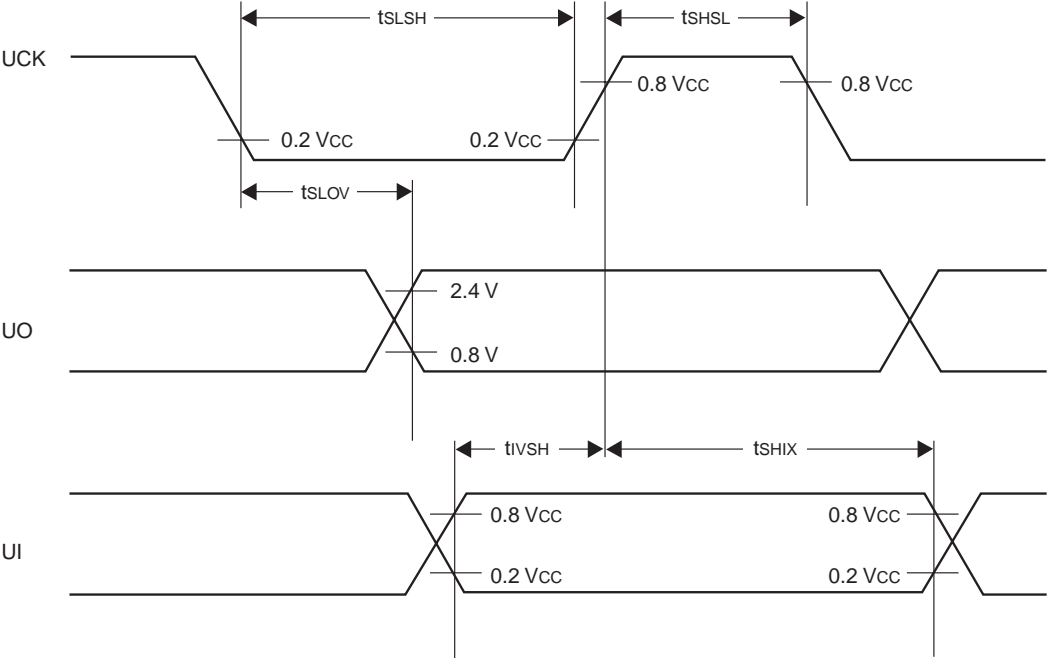 tSLSH
tSHSL
UCK
0.8 VCC
0.8 VCC
0.2 VCC
0.2 VCC
tSLOV
2.4 V
UO
0.8 V
tIVSH
tSHIX
0.8 VCC
0.8 VCC
UI
0.2 VCC
0.2 VCC